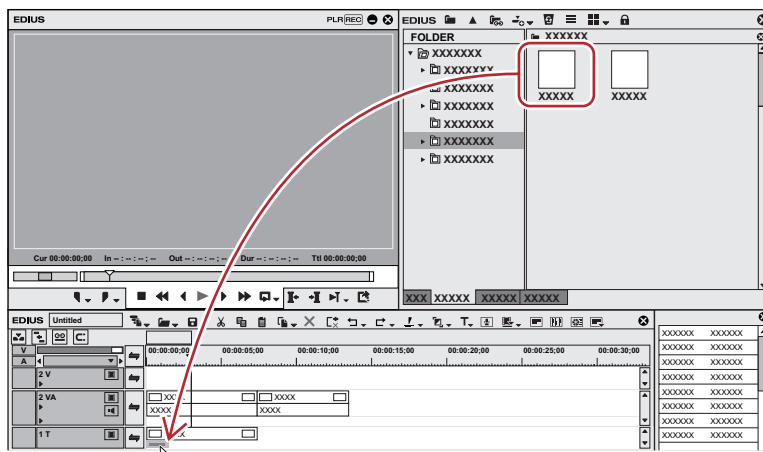 EDIUS PLR REC
Cur 00:00:00;00 In -- : -- : -- ; -- Out -- : -- : -- ; -- Dur -- : -- : -- ; -- Ttl 00:00:00;00
EDIUS
FOLDER
XXXXXXX
XXXXXXX
XXXXXXX
XXXXXXX
XXXXXXX
XXXXXXX
XXXXXXX
XXXXXX
XXXXX XXXXX
XXX XXXXX XXXXX XXXXX
EDIUS Untitled
V
A
00:00:00;00 00:00:05;00 00:00:10;00 00:00:15;00 00:00:20;00 00:00:25;00 00:00:30;00
2 V
2 VA
XXXX
XXXX
XXXX
1 T
XXXXXX XXXXXX
XXXXXX XXXXXX
XXXXXX XXXXXX
XXXXXX XXXXXX
XXXXXX XXXXXX
XXXXXX XXXXXX
XXXXXX XXXXXX
XXXXXX XXXXXX